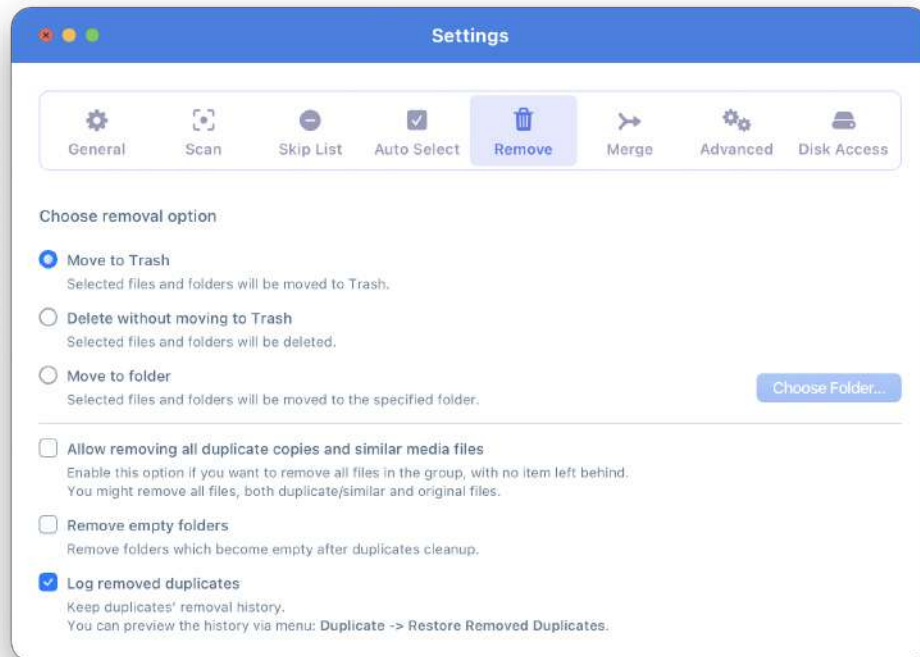 Settings
General
Scan
Skip List
Auto Select
Remove
Merge
Advanced
Disk Access
Choose removal option
Move to Trash
Selected files and folders will be moved to Trash.
Delete without moving to Trash
Selected files and folders will be deleted.
Move to folder
Selected files and folders will be moved to the specified folder.
Choose Folder...
Allow removing all duplicate copies and similar media files
Enable this option if you want to remove all files in the group, with no item left behind.
You might remove all files, both duplicate/similar and original files.
Remove empty folders
Remove folders which become empty after duplicates cleanup.
Log removed duplicates
Keep duplicates' removal history.
You can preview the history via menu: Duplicate -> Restore Removed Duplicates.